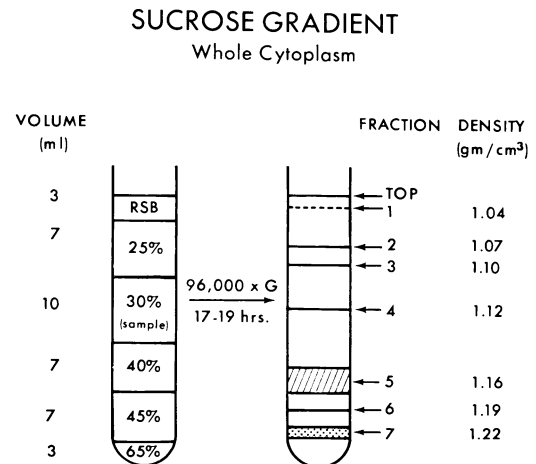 SUCROSE GRADIENT
Whole Cytoplasm
VOLUME
(ml)
FRACTION DENSITY
(gm/cm³)
3
RSB
7
25%
10
30%
(sample)
7
40%
7
45%
3
65%
96,000 x G
17-19 hrs.
TOP
1 1.04
2 1.07
3 1.10
4 1.12
5 1.16
6 1.19
7 1.22